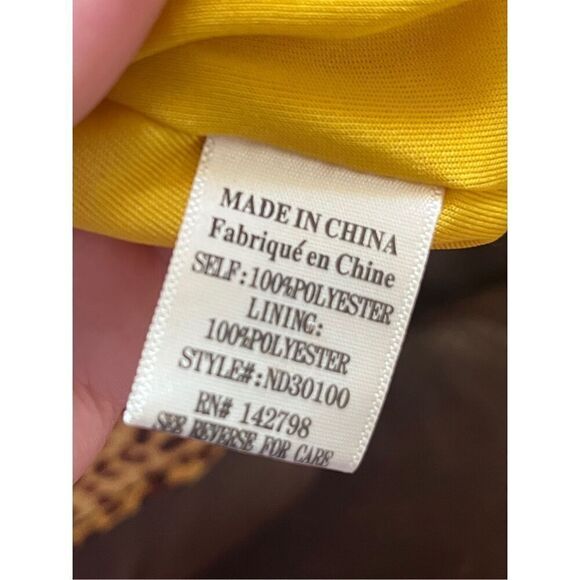 MADE IN CHINA
Fabriqué en Chine
SELF:100%POLYESTER
LINING:
100%POLYESTER
STYLE#:ND30100
RN# 142798
SEE REVERSE FOR CARE